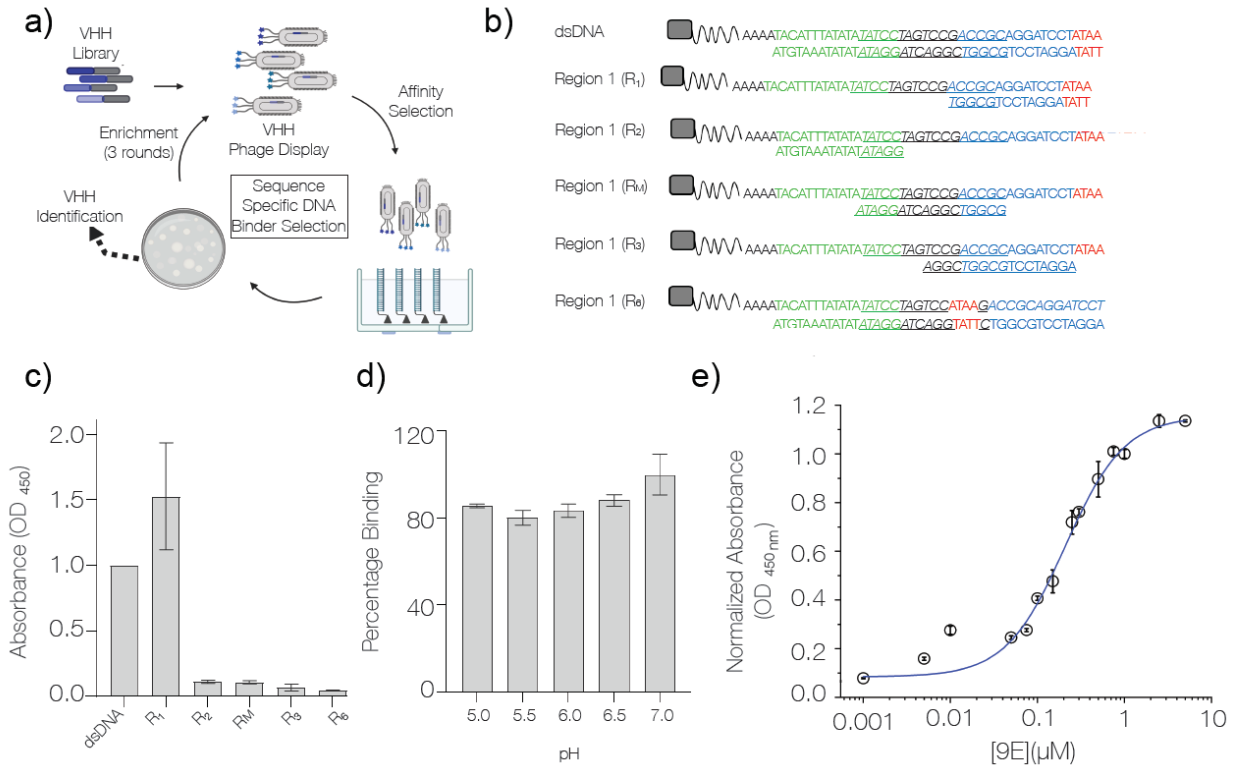 a)
VHH
Library
Enrichment
(3 rounds)
VHH
Phage Display
Affinity
Selection
VHH
Identification
Sequence
Specific DNA
Binder Selection
b)
dsDNA
AAAATACATTTATATATATCCTAGTCCGACCGCAGGATCCTATAA
ATGTAAATATATATAGGATCAGGCTGGCGTCCTAGGATATT
Region 1 (R1)
AAAATACATTTATATATATCCTAGTCCGACCGCAGGATCCTATAA
TGGCGTCCTAGGATATT
Region 1 (R2)
AAAATACATTTATATATATCCTAGTCCGACCGCAGGATCCTATAA
ATGTAAATATATATAGG
Region 1 (RM)
AAAATACATTTATATATATCCTAGTCCGACCGCAGGATCCTATAA
ATAGGATCAGGCTGGCG
Region 1 (R3)
AAAATACATTTATATATATCCTAGTCCGACCGCAGGATCCTATAA
AGGCTGGCGTCCTAGGA
Region 1 (R6)
AAAATACATTTATATATATCCTAGTCCATAAGACCGCAGGATCCT
ATGTAAATATATATAGGATCAGGTATTCTGGCGTCCTAGGA
c)
Absorbance (OD 450)
2.0
1.5
1.0
0.5
0.0
dsDNA
R1
R2
RM
R3
R6
d)
Percentage Binding
120
80
40
0
5.0
5.5
6.0
6.5
7.0
pH
e)
Normalized Absorbance
(OD 450 nm)
1.2
1.0
0.8
0.6
0.4
0.2
0.0
0.001
0.01
0.1
1
10
[9E](µM)